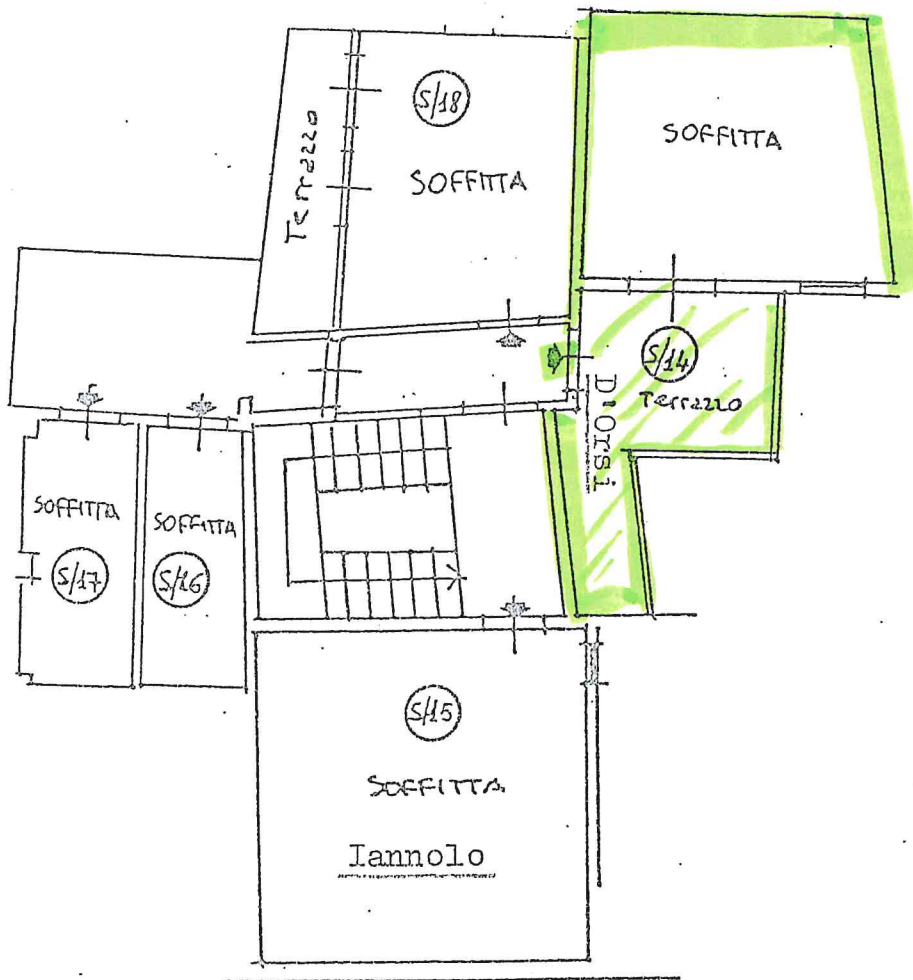 S/18
SOFFITTA
Terrazzo
SOFFITTA
S/14
Terrazzo
D'Orsi
SOFFITTA
S/17
SOFFITTA
S/16
S/15
SOFFITTA
Iannolo